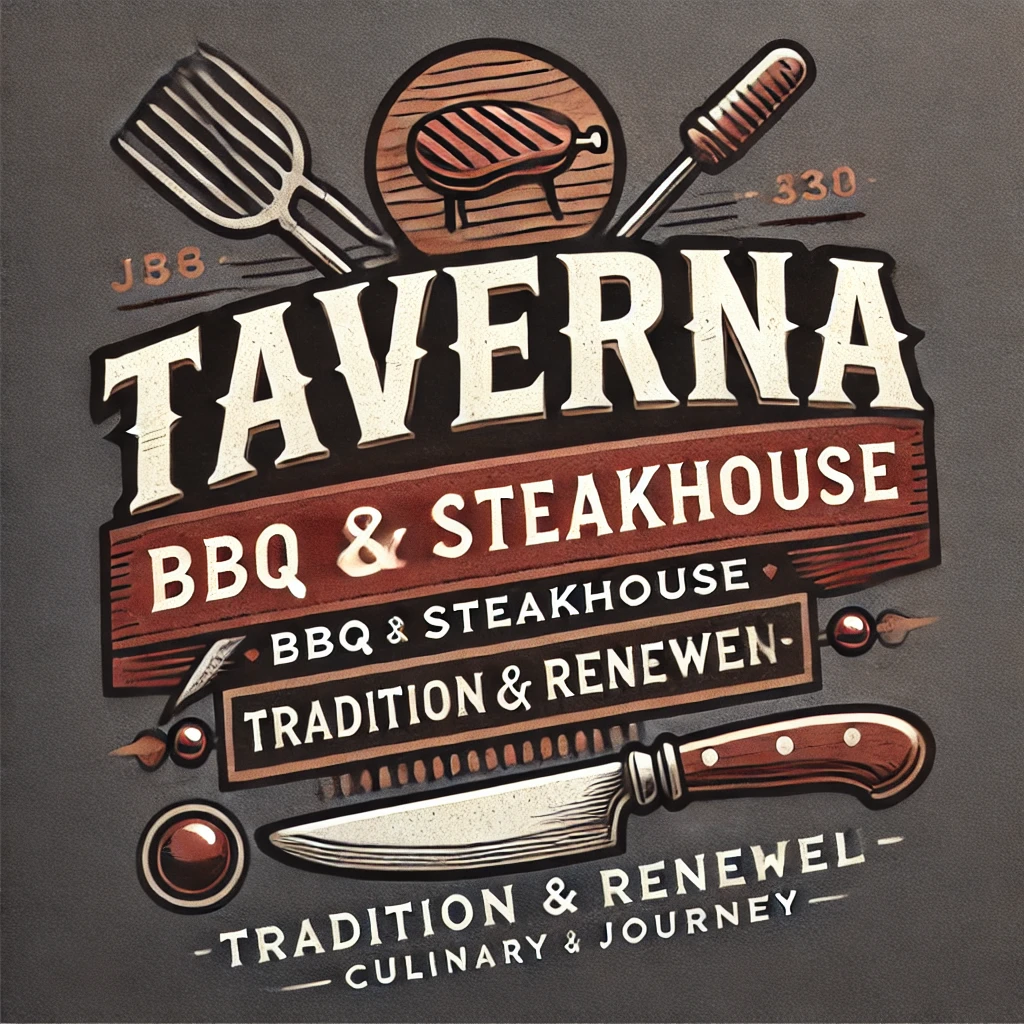 J88
330
TAVERNA
BBQ & STEAKHOUSE
BBQ & STEAKHOUSE
TRADITION & RENEWEN
TRADITION & RENEWEL
CULINARY & JOURNEY